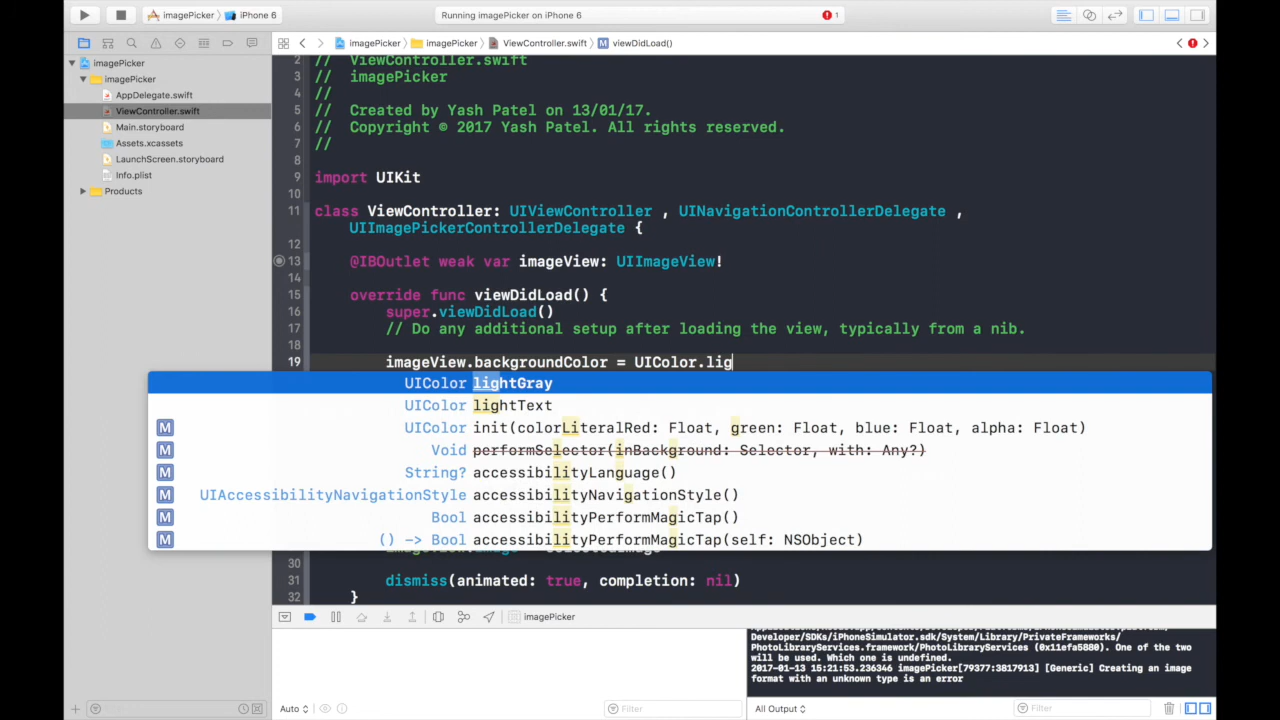 imagePicker
iPhone 6
Running imagePicker on iPhone 6
1
imagePicker
imagePicker
ViewController.swift
M
viewDidLoad()
imagePicker
imagePicker
AppDelegate.swift
ViewController.swift
Main.storyboard
Assets.xcassets
LaunchScreen.storyboard
Info.plist
Products
2 // ViewController.swift
3 // imagePicker
4 //
5 // Created by Yash Patel on 13/01/17.
6 // Copyright © 2017 Yash Patel. All rights reserved.
7 //
8
9 import UIKit
10
11 class ViewController: UIViewController , UINavigationControllerDelegate ,
UIImagePickerControllerDelegate {
12
13 @IBOutlet weak var imageView: UIImageView!
14
15 override func viewDidLoad() {
16 super.viewDidLoad()
17 // Do any additional setup after loading the view, typically from a nib.
18
19 imageView.backgroundColor = UIColor.lig
UIColor lightGray
UIColor lightText
M UIColor init(colorLiteralRed: Float, green: Float, blue: Float, alpha: Float)
M Void performSelector(inBackground: Selector, with: Any?)
M String? accessibilityLanguage()
M UIAccessibilityNavigationStyle accessibilityNavigationStyle()
M Bool accessibilityPerformMagicTap()
M () -> Bool accessibilityPerformMagicTap(self: NSObject)
30
31 dismiss(animated: true, completion: nil)
32 }
imagePicker
Developer/SDKs/iPhoneSimulator.sdk/System/Library/PrivateFrameworks/
PhotoLibraryServices.framework/PhotoLibraryServices (0x11efa5880). One of the two
will be used. Which one is undefined.
2017-01-13 15:21:53.236346 imagePicker[79377:3817913] [Generic] Creating an image
format with an unknown type is an error
Auto
Filter
All Output
Filter